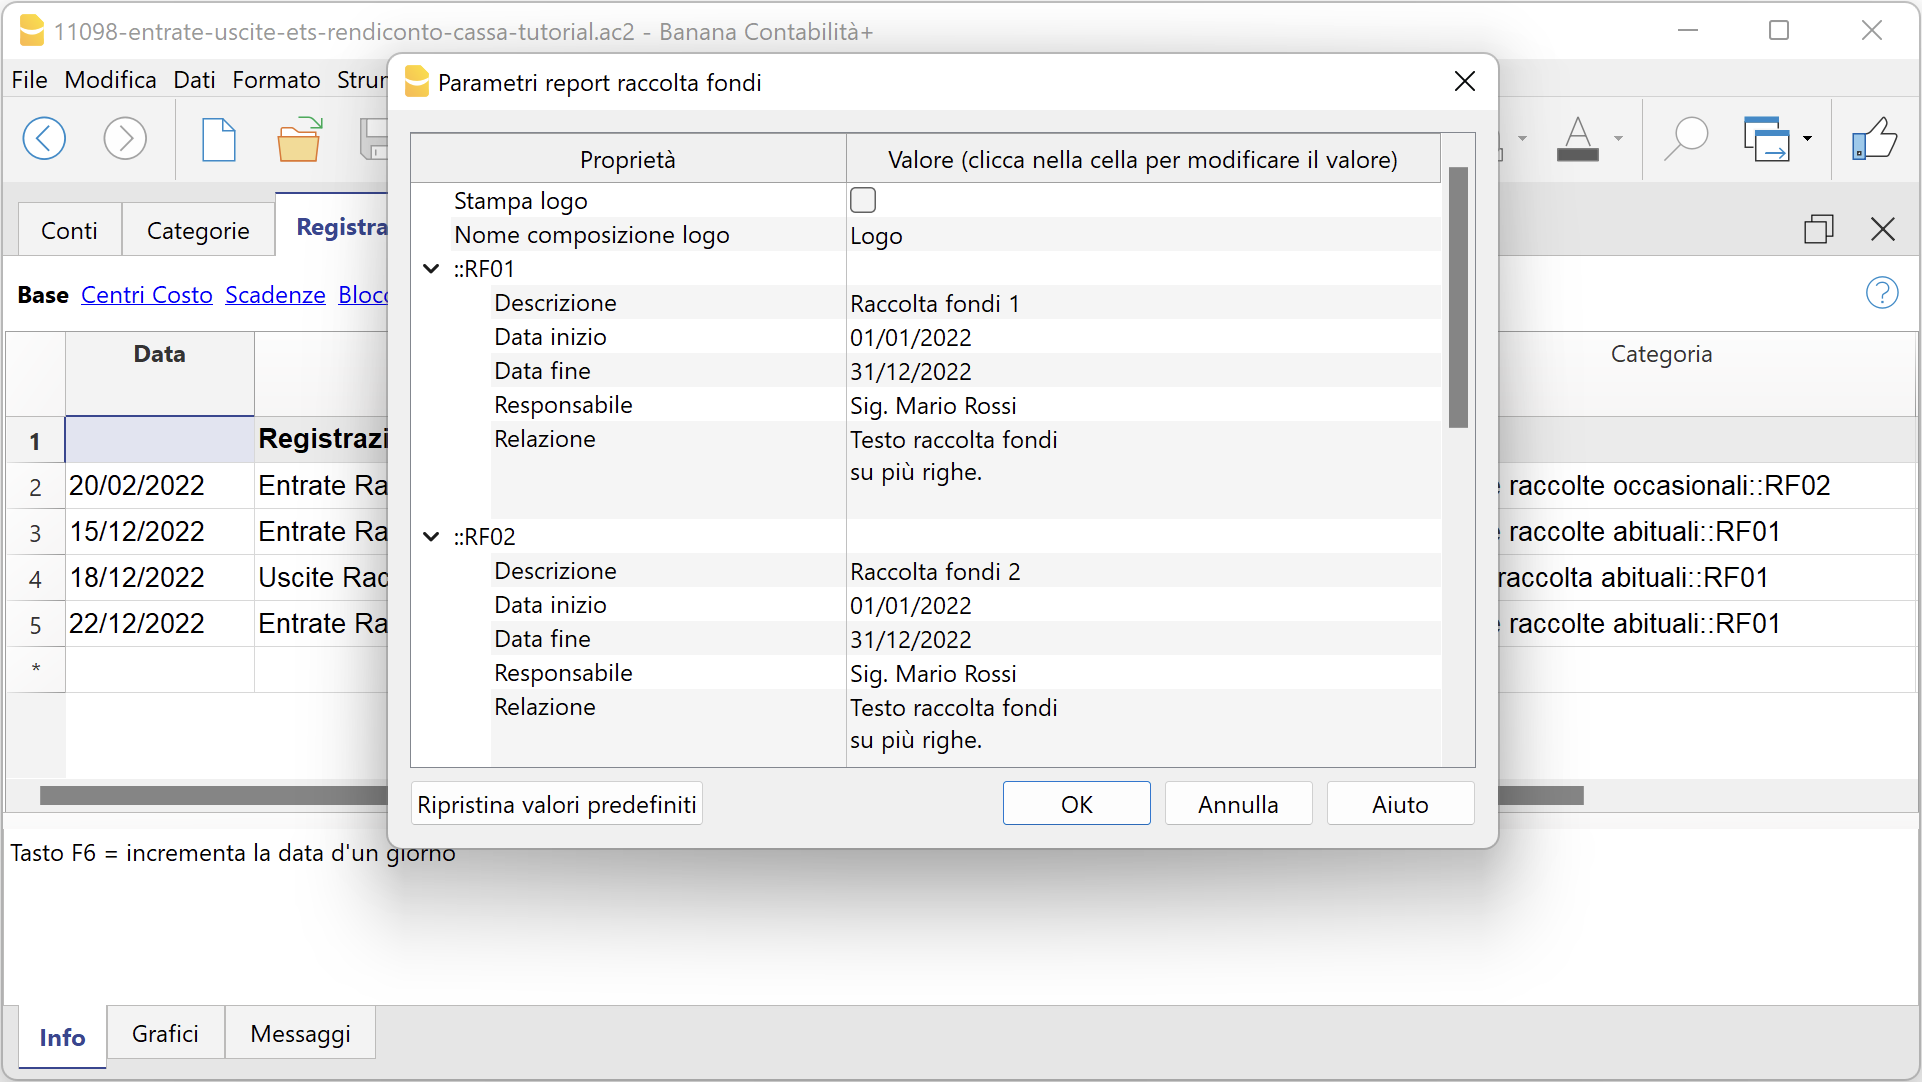 11098-entrate-uscite-ets-rendiconto-cassa-tutorial.ac2 - Banana Contabilità+
File Modifica Dati Formato Strur
Parametri report raccolta fondi
Conti
Categorie
Registra
Base Centri Costo Scadenze Blocc
Data
Categoria
1 Registrazi
2 20/02/2022 Entrate Ra raccolte occasionali::RF02
3 15/12/2022 Entrate Ra raccolte abituali::RF01
4 18/12/2022 Uscite Rac raccolta abituali::RF01
5 22/12/2022 Entrate Ra raccolte abituali::RF01
*
Proprietà Valore (clicca nella cella per modificare il valore)
Stampa logo
Nome composizione logo Logo
::RF01
Descrizione Raccolta fondi 1
Data inizio 01/01/2022
Data fine 31/12/2022
Responsabile Sig. Mario Rossi
Relazione Testo raccolta fondi
su più righe.
::RF02
Descrizione Raccolta fondi 2
Data inizio 01/01/2022
Data fine 31/12/2022
Responsabile Sig. Mario Rossi
Relazione Testo raccolta fondi
su più righe.
Ripristina valori predefiniti OK Annulla Aiuto
Tasto F6 = incrementa la data d'un giorno
Info Grafici Messaggi